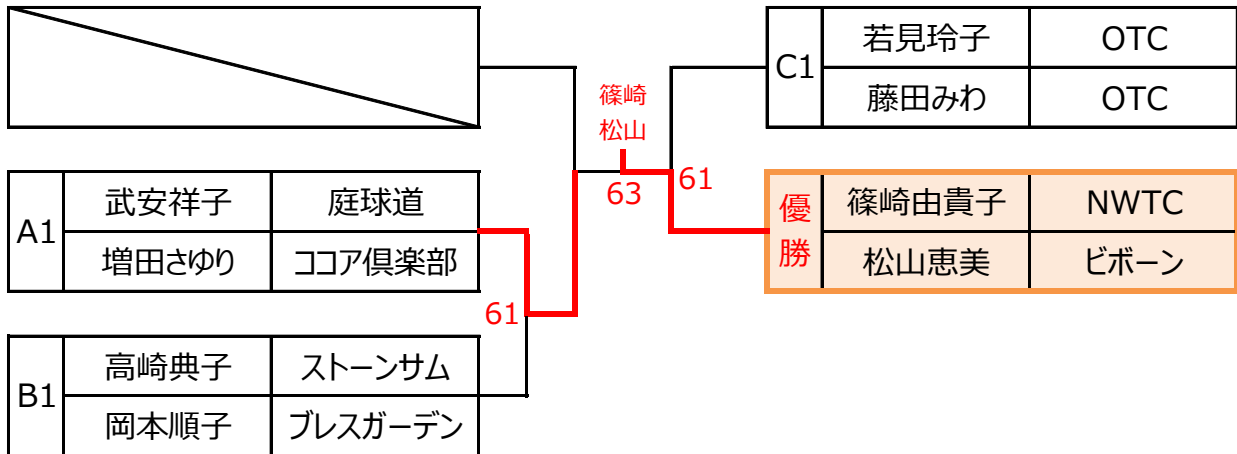 A1
武安祥子 庭球道
増田さゆり ココア倶楽部
61
B1
高崎典子 ストーンサム
岡本順子 ブレスガーデン
篠崎
松山
63
61
C1
若見玲子 OTC
藤田みわ OTC
優勝
篠崎由貴子 NWTC
松山恵美 ビボーン